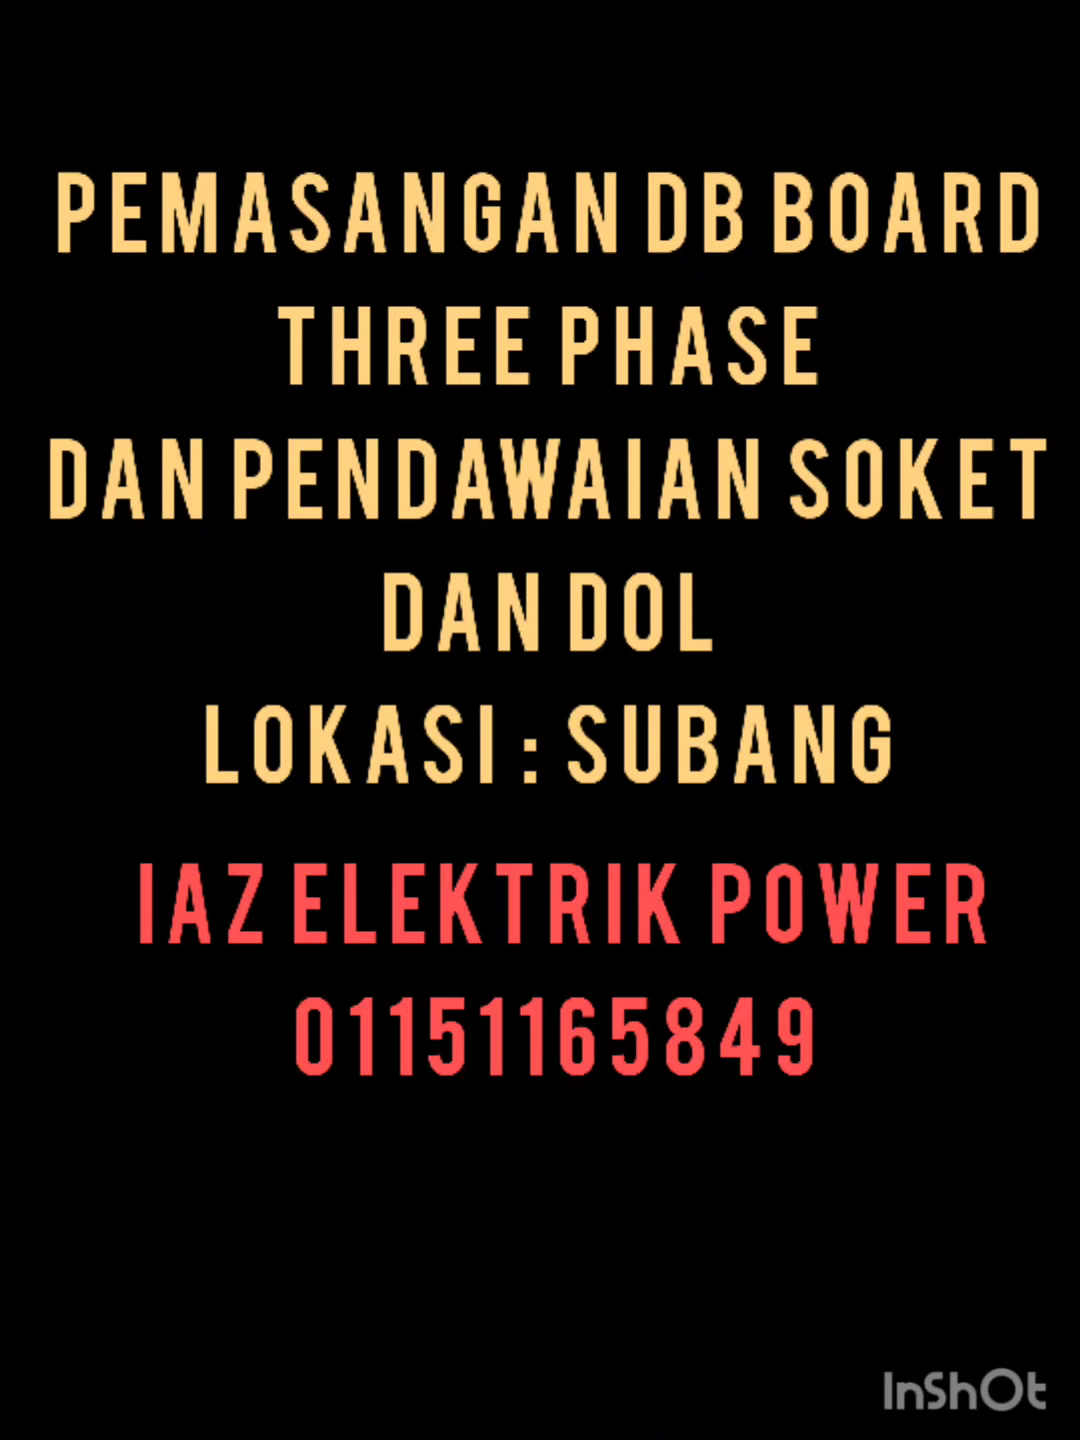 PEMASANGAN DB BOARD
THREE PHASE
DAN PENDAWAIAN SOKET
DAN DOL
LOKASI : SUBANG
IAZ ELEKTRIK POWER
01151165849
InShOt